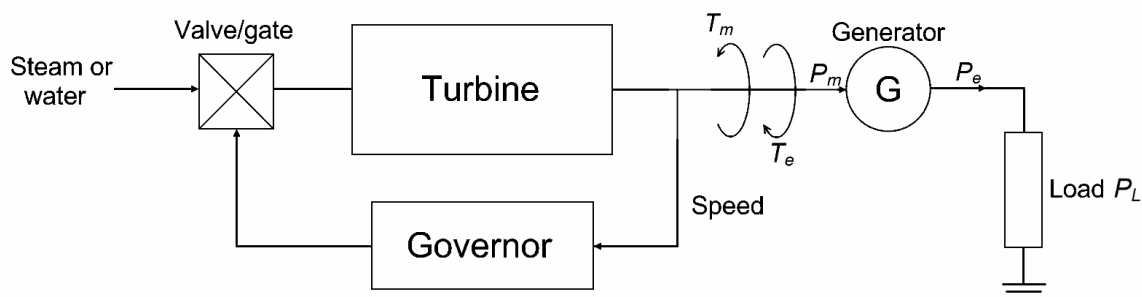 Valve/gate
Steam or
water
Turbine
Governor
Speed
T_m
T_e
P_m
Generator
G
P_e
Load P_L